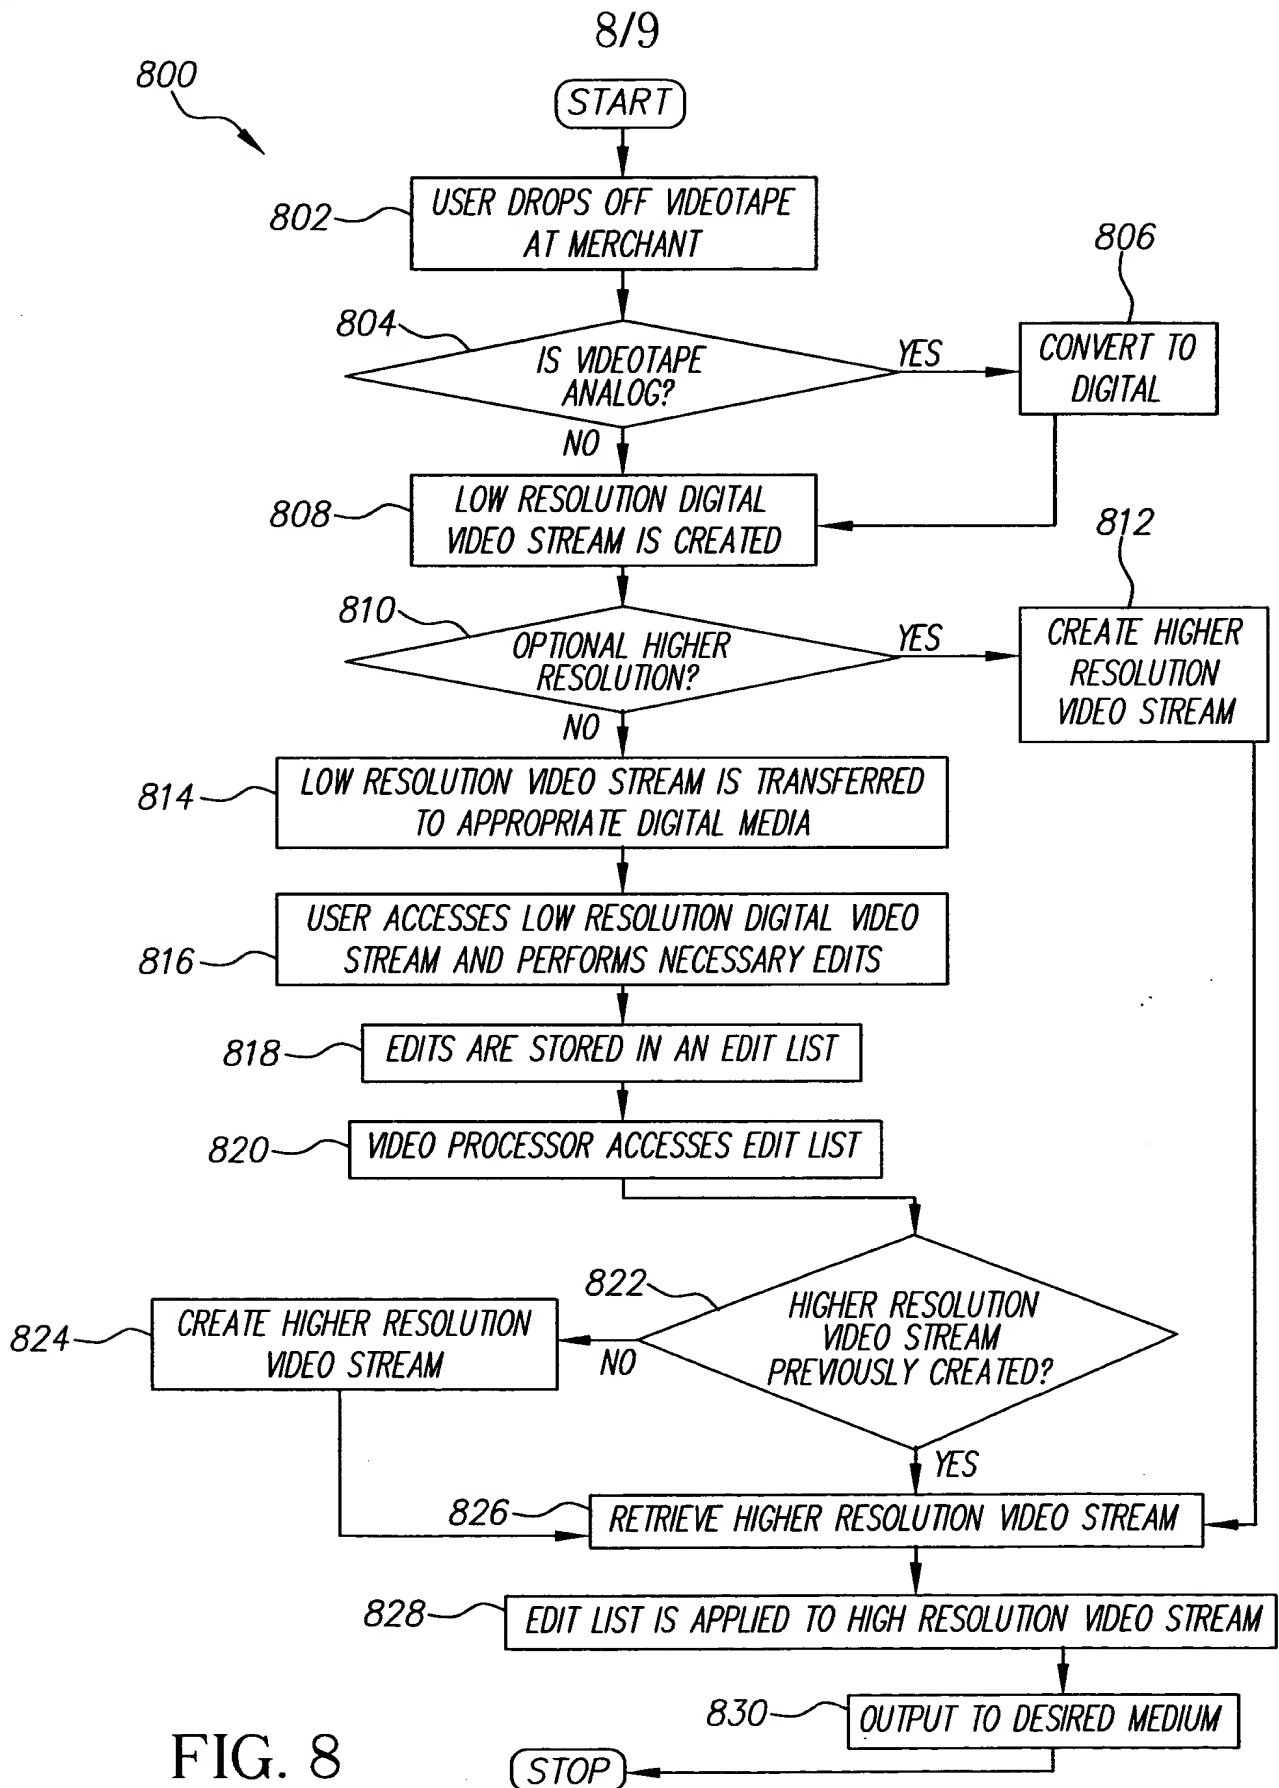 8/9
800
START
802
USER DROPS OFF VIDEOTAPE
AT MERCHANT
804
IS VIDEOTAPE
ANALOG?
YES
806
CONVERT TO
DIGITAL
NO
808
LOW RESOLUTION DIGITAL
VIDEO STREAM IS CREATED
810
OPTIONAL HIGHER
RESOLUTION?
YES
812
CREATE HIGHER
RESOLUTION
VIDEO STREAM
NO
814
LOW RESOLUTION VIDEO STREAM IS TRANSFERRED
TO APPROPRIATE DIGITAL MEDIA
816
USER ACCESSES LOW RESOLUTION DIGITAL VIDEO
STREAM AND PERFORMS NECESSARY EDITS
818
EDITS ARE STORED IN AN EDIT LIST
820
VIDEO PROCESSOR ACCESSES EDIT LIST
822
HIGHER RESOLUTION
VIDEO STREAM
PREVIOUSLY CREATED?
NO
824
CREATE HIGHER RESOLUTION
VIDEO STREAM
YES
826
RETRIEVE HIGHER RESOLUTION VIDEO STREAM
828
EDIT LIST IS APPLIED TO HIGH RESOLUTION VIDEO STREAM
830
OUTPUT TO DESIRED MEDIUM
STOP
FIG. 8